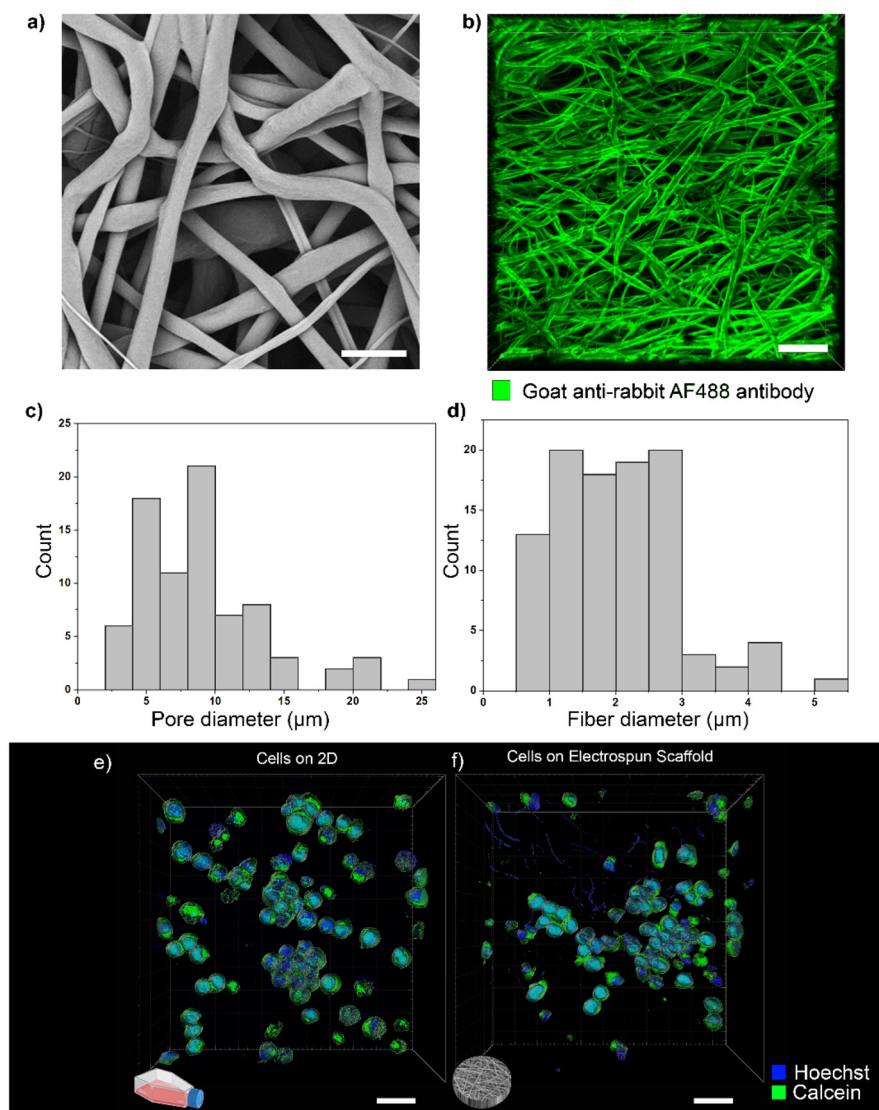 a)
b)
Goat anti-rabbit AF488 antibody
c)
d)
25
20
15
10
5
0
Count
5
10
15
20
25
Pore diameter (µm)
20
15
10
5
0
Count
0
1
2
3
4
5
Fiber diameter (µm)
e)
Cells on 2D
f)
Cells on Electrospun Scaffold
Hoechst
Calcein